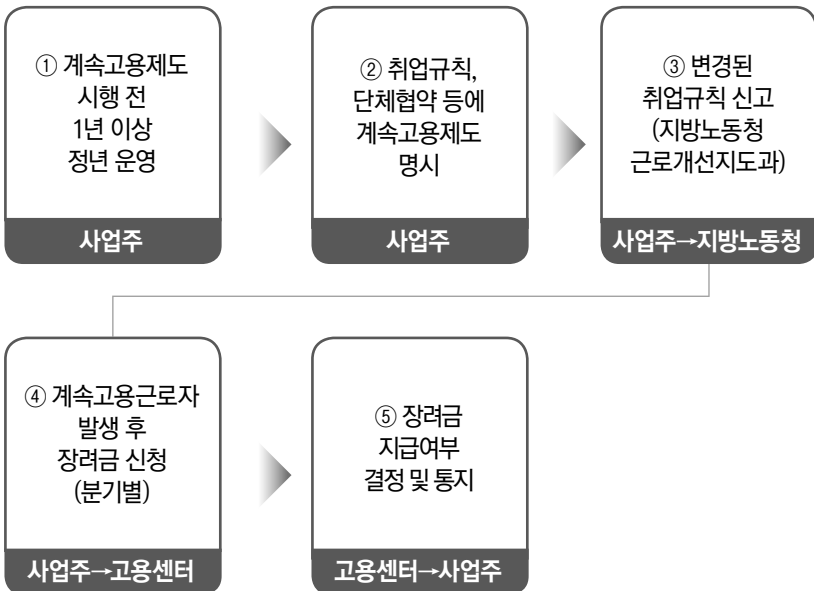 ① 계속고용제도
시행 전
1년 이상
정년 운영
사업주
② 취업규칙,
단체협약 등에
계속고용제도
명시
사업주
③ 변경된
취업규칙 신고
(지방노동청
근로개선지도과)
사업주→지방노동청
④ 계속고용근로자
발생 후
장려금 신청
(분기별)
사업주→고용센터
⑤ 장려금
지급여부
결정 및 통지
고용센터→사업주